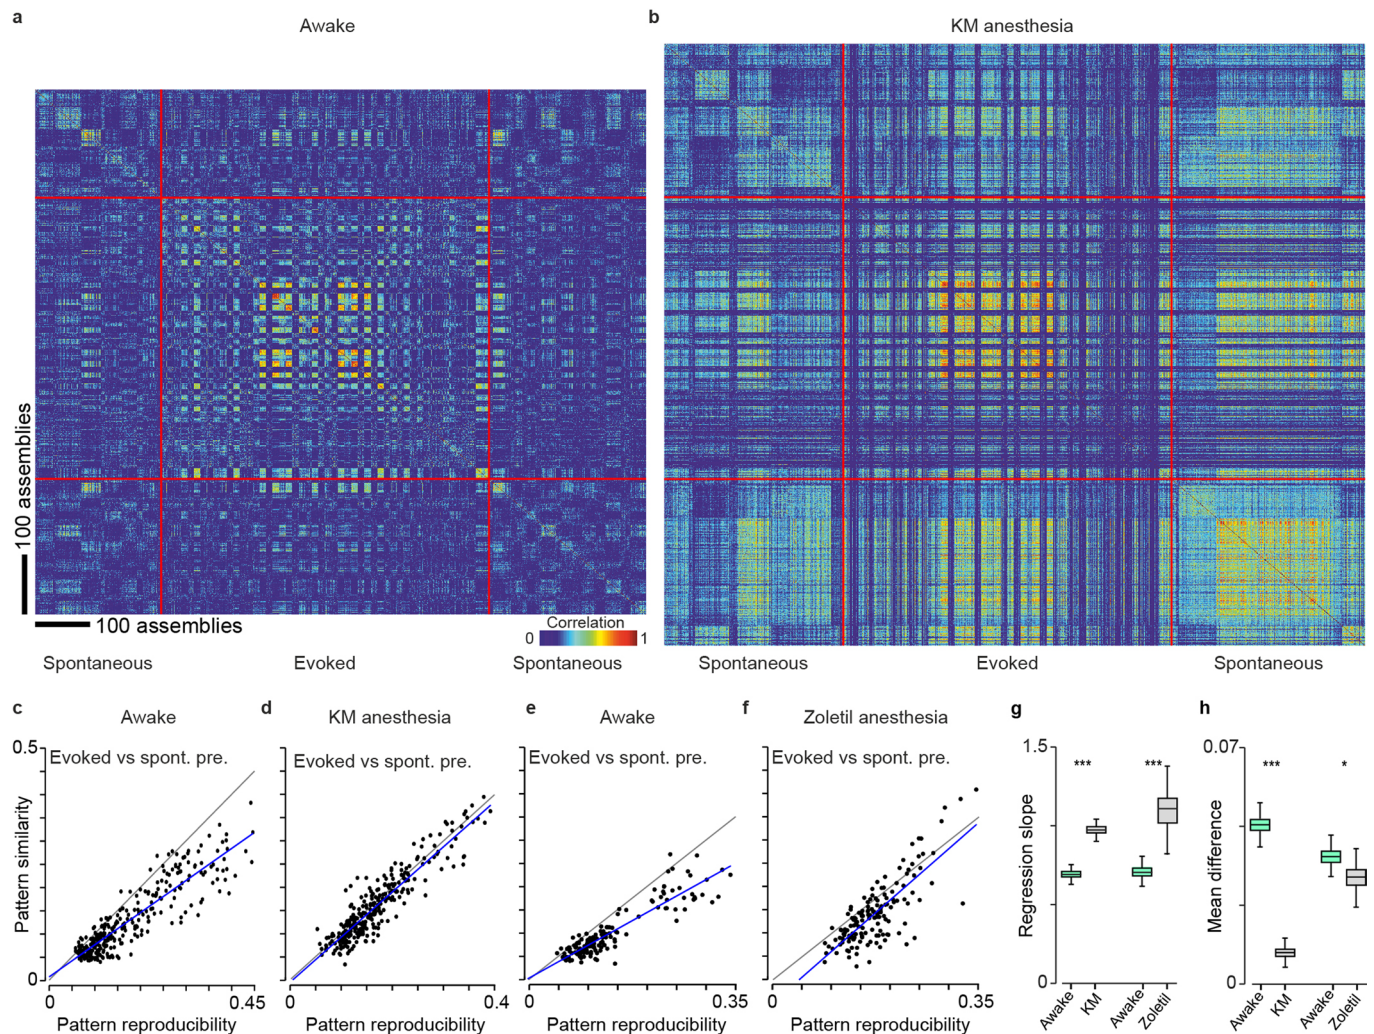 a
Awake
b
KM anesthesia
100 assemblies
100 assemblies
Correlation
0
1
Spontaneous
Evoked
Spontaneous
Spontaneous
Evoked
Spontaneous
c
Awake
Evoked vs spont. pre.
0.5
Pattern similarity
0
0
0.45
Pattern reproducibility
d
KM anesthesia
Evoked vs spont. pre.
0
0.4
Pattern reproducibility
e
Awake
Evoked vs spont. pre.
0
0.35
Pattern reproducibility
f
Zoletil anesthesia
Evoked vs spont. pre.
0
0.35
Pattern reproducibility
g
1.5
Regression slope
0
***
***
Awake
KM
Awake
Zoletil
h
0.07
Mean difference
0
***
*
Awake
KM
Awake
Zoletil